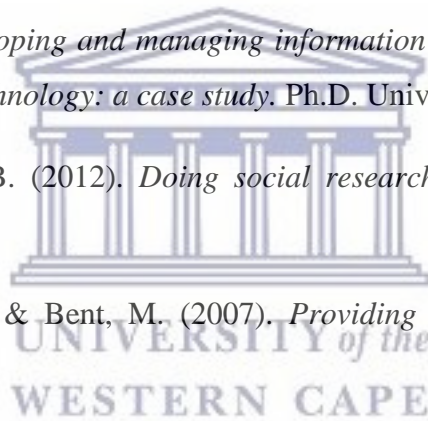 oping and managing information
hnology: a case study. Ph.D. Univ
B. (2012). Doing social research
& Bent, M. (2007). Providing
UNIVERSITY of the
WESTERN CAPE